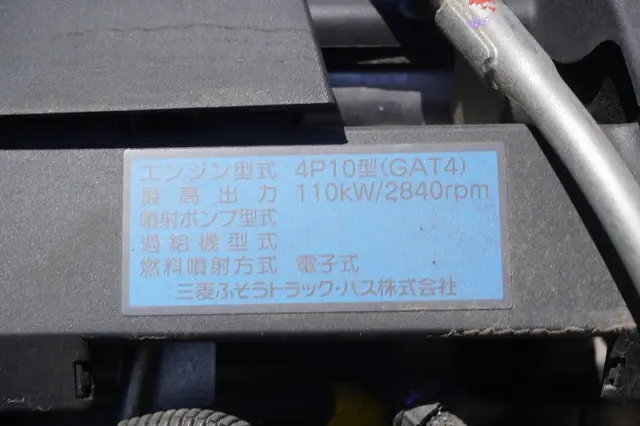 エンジン型式 4P10型(GAT4)
最高出力 110kW/2840rpm
噴射ポンプ型式
過給機型式
燃料噴射方式 電子式
三菱ふそうトラック・バス株式会社